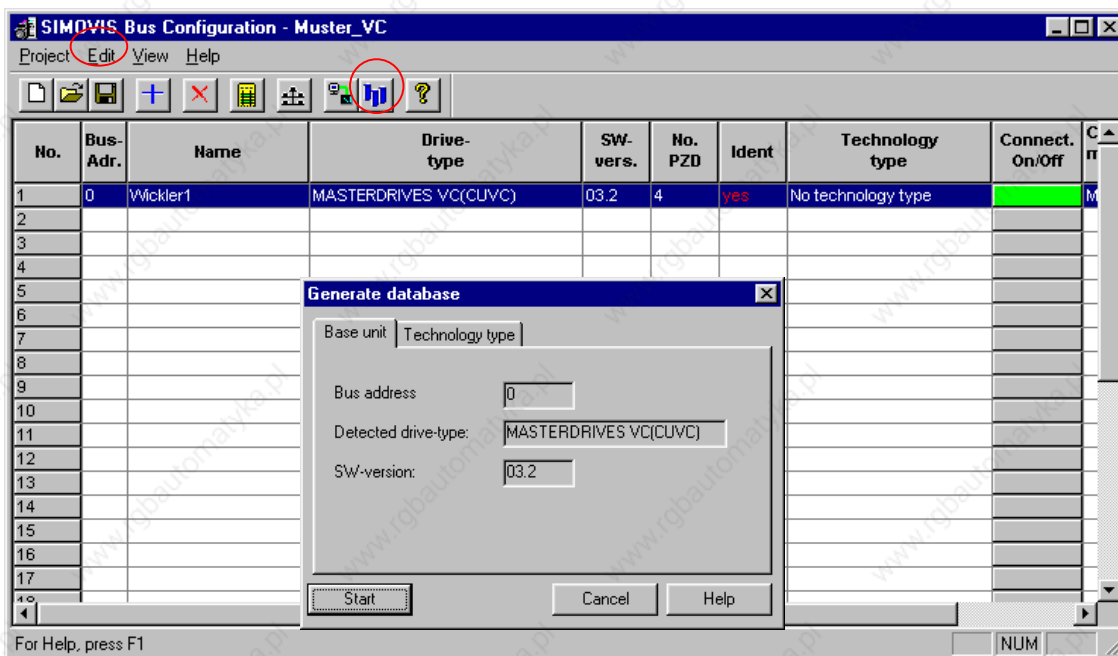 SIMOVIS Bus Configuration - Muster_VC
Project Edit View Help
No. Bus-Adr. Name Drive-type SW-vers. No. PZD Ident Technology type Connect. On/Off
1 0 Wickler1 MASTERDRIVES VC(CUVC) 03.2 4 yes No technology type M
2
3
4
5
6
7
8
9
10
11
12
13
14
15
16
17
18
Generate database
Base unit Technology type
Bus address 0
Detected drive-type: MASTERDRIVES VC(CUVC)
SW-version: 03.2
Start Cancel Help
For Help, press F1 NUM
www.rgbautomatyka.pl